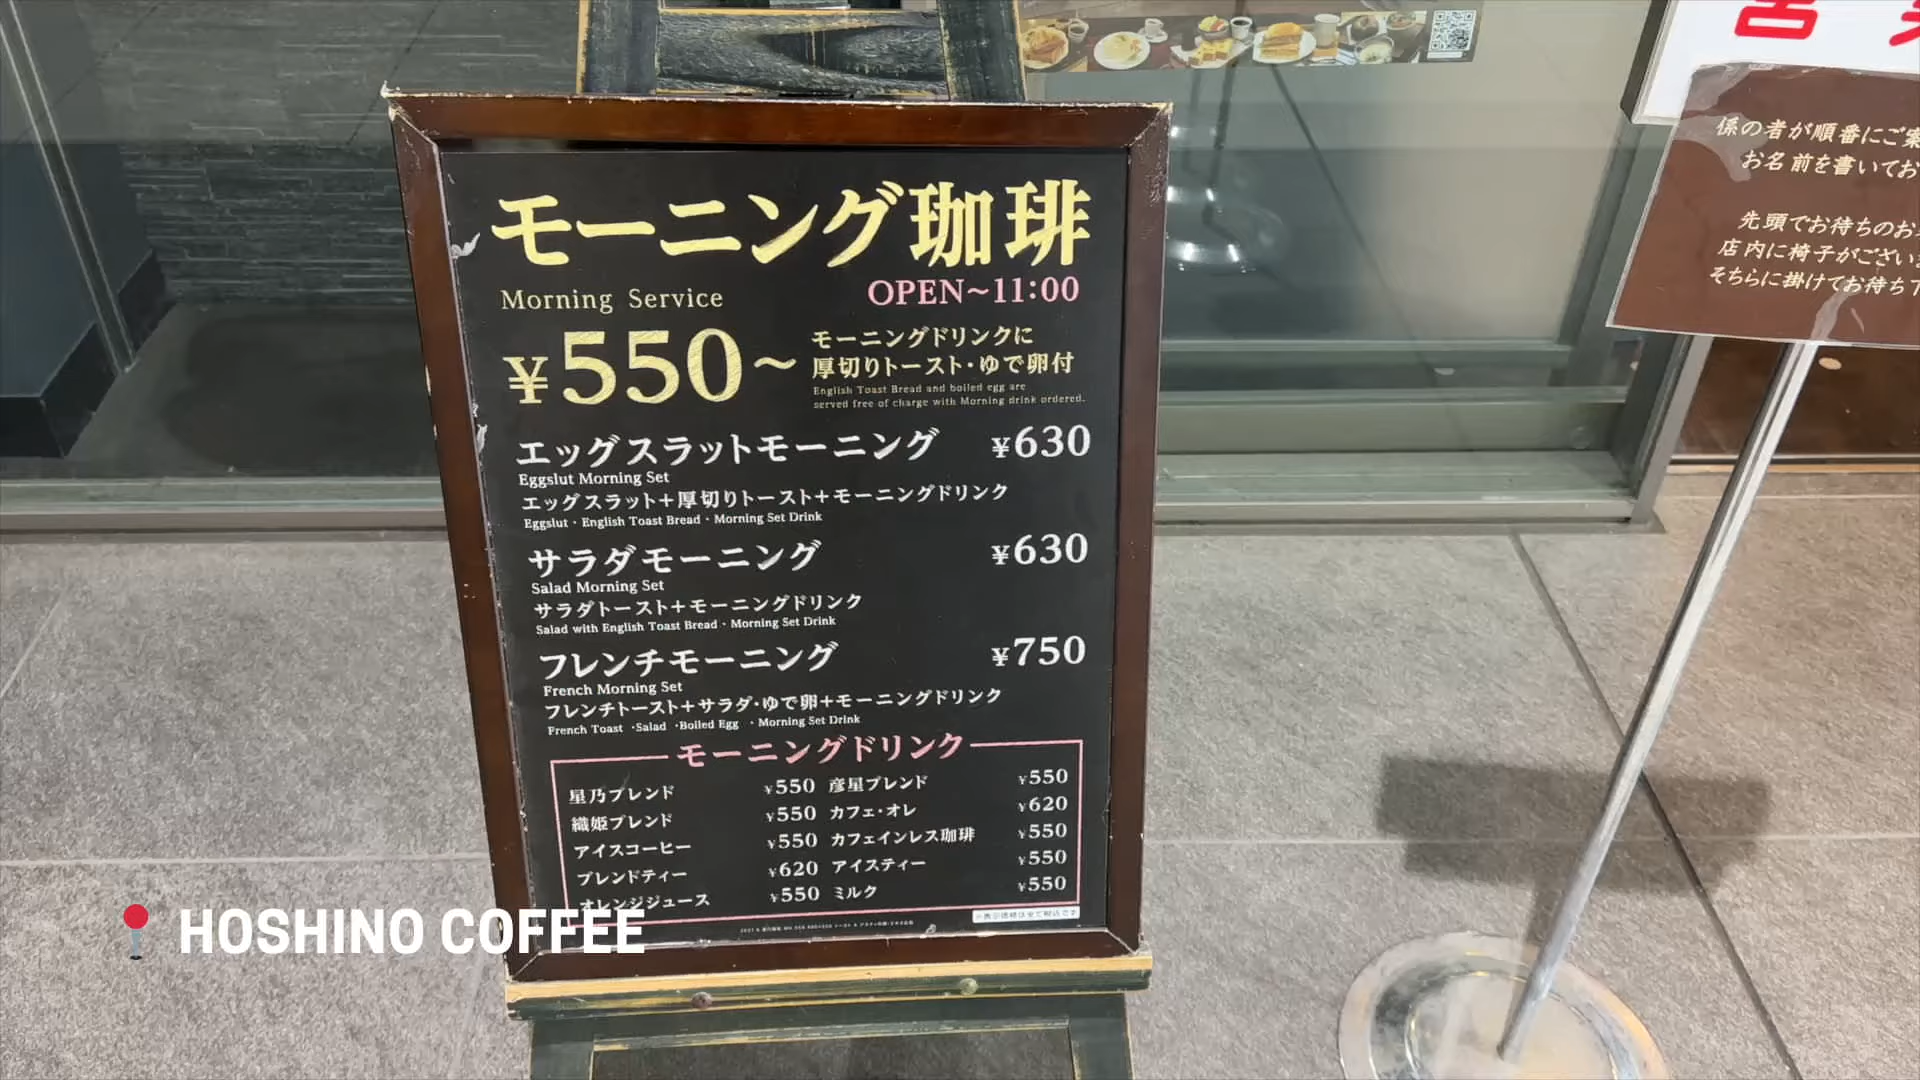 モーニング珈琲
OPEN~11:00
Morning Service
¥550~
モーニングドリンクに
厚切りトースト・ゆで卵付
English Toast Bread and boiled egg are
served free of charge with Morning drink ordered.
エッグスラットモーニング ¥630
Eggslut Morning Set
エッグスラット+厚切りトースト+モーニングドリンク
Eggslut・English Toast Bread・Morning Set Drink
サラダモーニング ¥630
Salad Morning Set
サラダトースト+モーニングドリンク
Salad with English Toast Bread・Morning Set Drink
フレンチモーニング ¥750
French Morning Set
フレンチトースト+サラダ・ゆで卵+モーニングドリンク
French Toast ・Salad ・Boiled Egg ・Morning Set Drink
モーニングドリンク
星乃ブレンド ¥550 彦星ブレンド ¥550
織姫ブレンド ¥550 カフェ・オレ ¥620
アイスコーヒー ¥550 カフェインレス珈琲 ¥550
ブレンドティー ¥620 アイスティー ¥550
オレンジジュース ¥550 ミルク ¥550
※表示価格は全て税込です
係の者が順番にご案
お名前を書いてお
先頭でお待ちのお
店内に椅子がござい
そちらに掛けてお待ち下
HOSHINO COFFEE